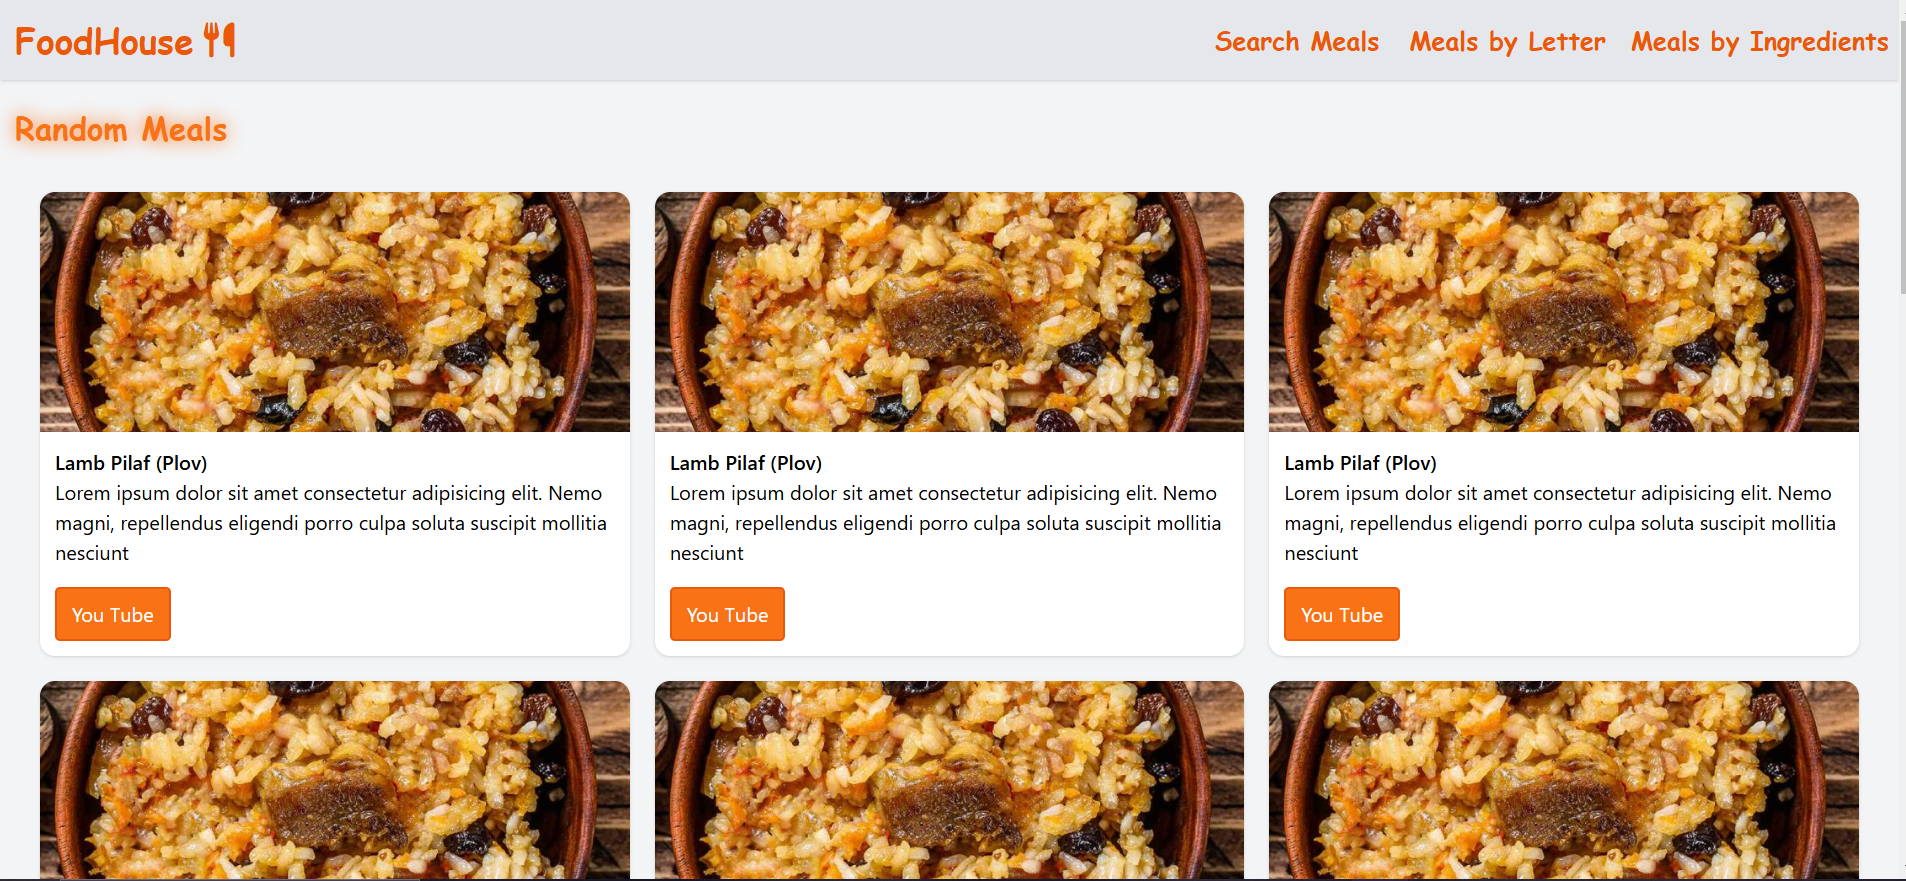 FoodHouse
Search Meals Meals by Letter Meals by Ingredients
Random Meals
Lamb Pilaf (Plov)
Lorem ipsum dolor sit amet consectetur adipisicing elit. Nemo
magni, repellendus eligendi porro culpa soluta suscipit mollitia
nesciunt
You Tube
Lamb Pilaf (Plov)
Lorem ipsum dolor sit amet consectetur adipisicing elit. Nemo
magni, repellendus eligendi porro culpa soluta suscipit mollitia
nesciunt
You Tube
Lamb Pilaf (Plov)
Lorem ipsum dolor sit amet consectetur adipisicing elit. Nemo
magni, repellendus eligendi porro culpa soluta suscipit mollitia
nesciunt
You Tube